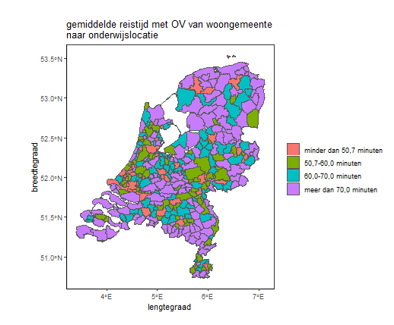 gemiddelde reistijd met OV van woongemeente
naar onderwijslocatie
53.5°N
53.0°N
52.5°N
52.0°N
51.5°N
51.0°N
breedtegraad
4°E 5°E 6°E 7°E
lengtegraad
minder dan 50,7 minuten
50,7-60,0 minuten
60,0-70,0 minuten
meer dan 70,0 minuten